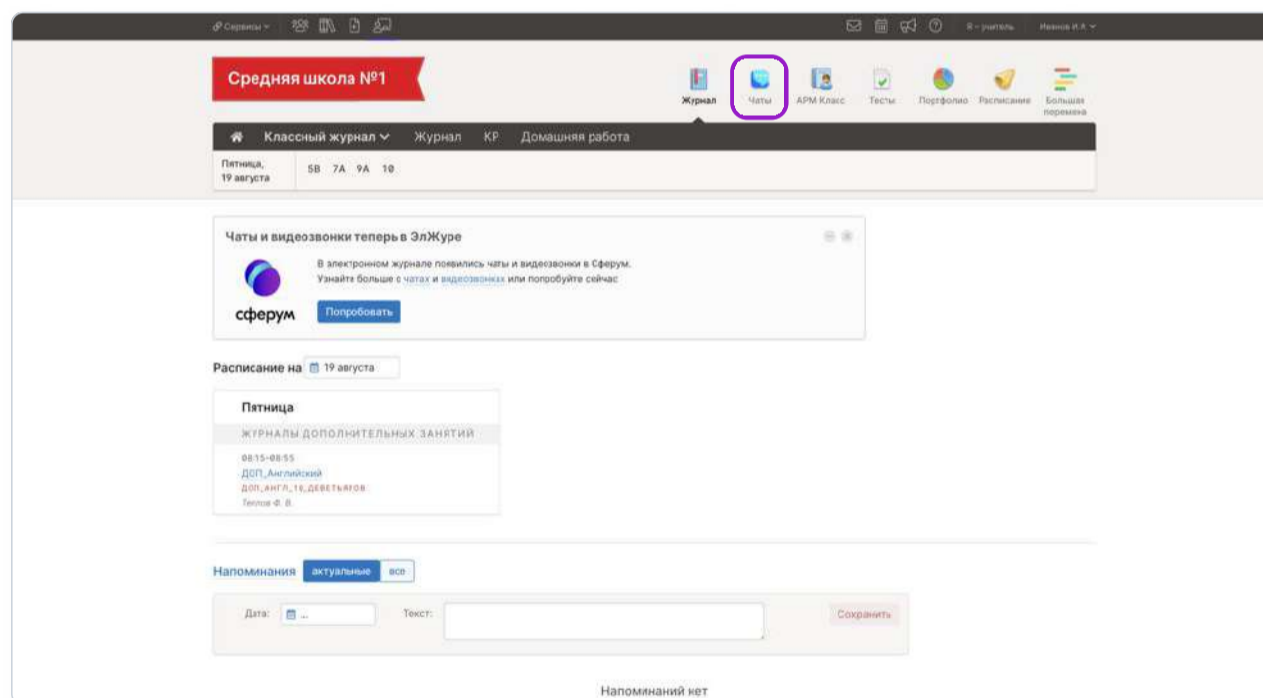 Сервисы
Я – учитель
Иванов И.А.
Средняя школа №1
Журнал
Чаты
АРМ Класс
Тесты
Портфолио
Расписание
Большая перемена
Классный журнал
Журнал
КР
Домашняя работа
Пятница,
19 августа
5В 7А 9А 10
Чаты и видеозвонки теперь в ЭлЖуре
В электронном журнале появились чаты и видеозвонки в Сферум.
Узнайте больше о чатах и видеозвонках или попробуйте сейчас
сферум
Попробовать
Расписание на 19 августа
Пятница
ЖУРНАЛЫ ДОПОЛНИТЕЛЬНЫХ ЗАНЯТИЙ
08:15–08:55
ДОП_Английский
ДОП_АНГЛ_10_ДЕВЕТЬЯРОВ
Теплов Ф. В.
Напоминания актуальные все
Дата: ...
Текст:
Сохранить
Напоминаний нет